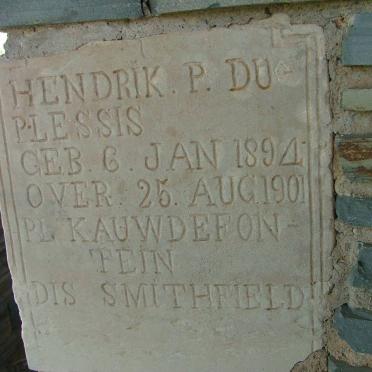 HENDRIK. P. DU
PLESSIS
GEB. 6. JAN 1894
OVER. 25. AUG 1901
PL KAUWDEFON-
TEIN
DIS SMITHFIELD